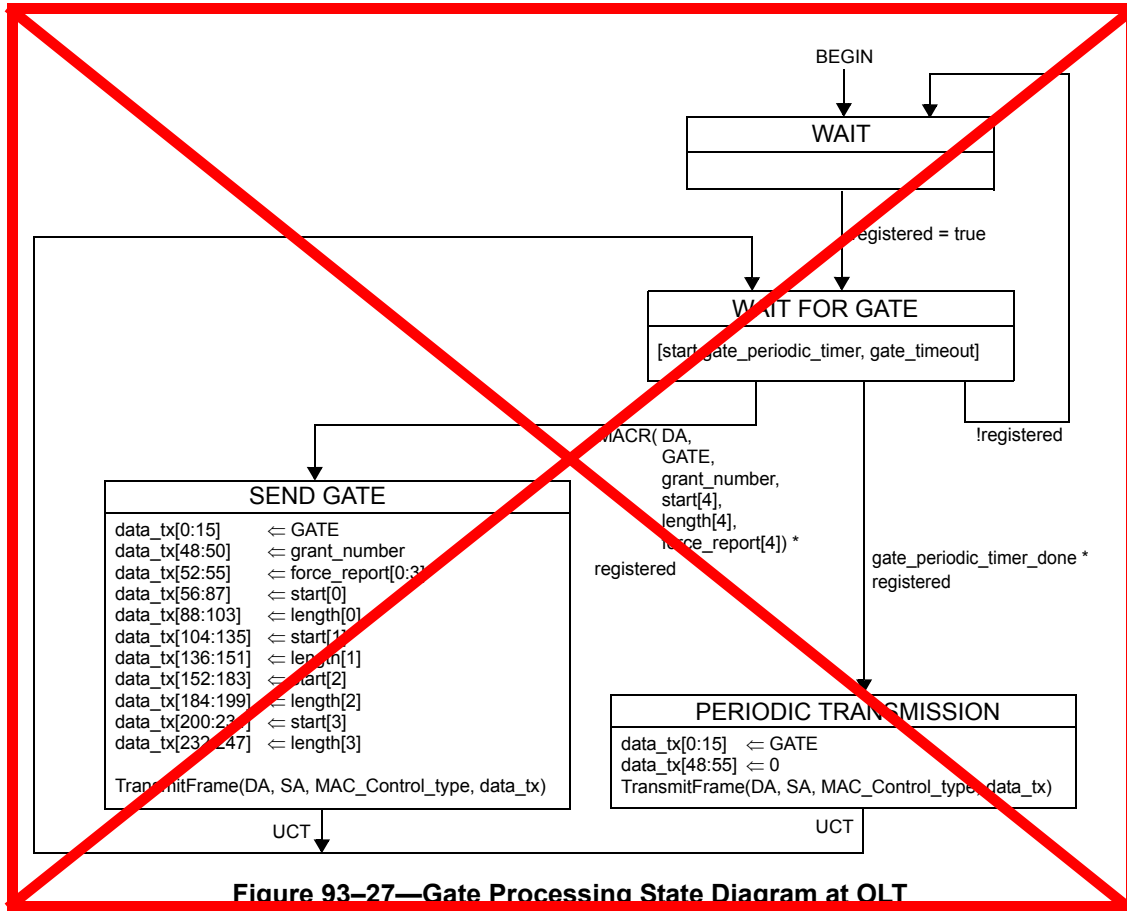 BEGIN
WAIT
registered = true
WAIT FOR GATE
[start gate_periodic_timer, gate_timeout]
!registered
MACR( DA,
GATE,
grant_number,
start[4],
length[4],
force_report[4]) *
registered
gate_periodic_timer_done *
registered
SEND GATE
data_tx[0:15] ⇐ GATE
data_tx[48:50] ⇐ grant_number
data_tx[52:55] ⇐ force_report[0:3]
data_tx[56:87] ⇐ start[0]
data_tx[88:103] ⇐ length[0]
data_tx[104:135] ⇐ start[1]
data_tx[136:151] ⇐ length[1]
data_tx[152:183] ⇐ start[2]
data_tx[184:199] ⇐ length[2]
data_tx[200:231] ⇐ start[3]
data_tx[232:247] ⇐ length[3]
TransmitFrame(DA, SA, MAC_Control_type, data_tx)
UCT
PERIODIC TRANSMISSION
data_tx[0:15] ⇐ GATE
data_tx[48:55] ⇐ 0
TransmitFrame(DA, SA, MAC_Control_type, data_tx)
UCT
Figure 93–27—Gate Processing State Diagram at OLT